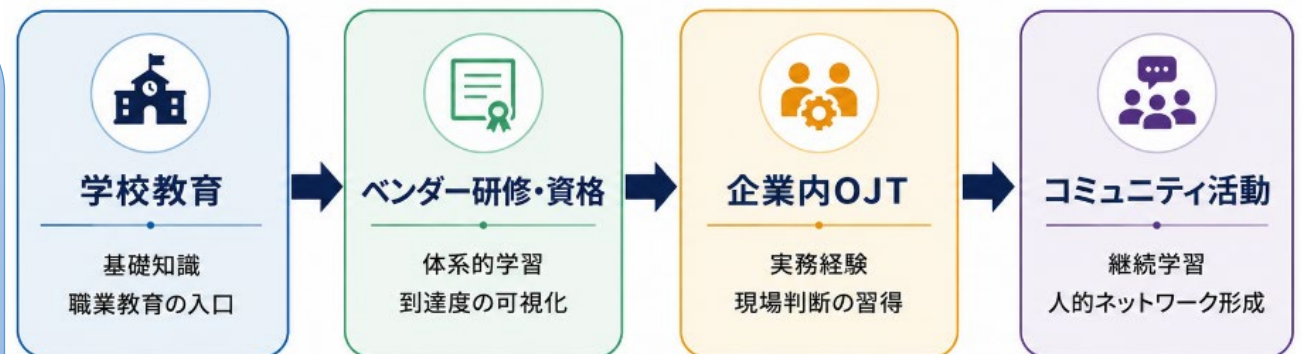 学校教育
基礎知識
職業教育の入口
ベンダー研修・資格
体系的学習
到達度の可視化
企業内OJT
実務経験
現場判断の習得
コミュニティ活動
継続学習
人的ネットワーク形成